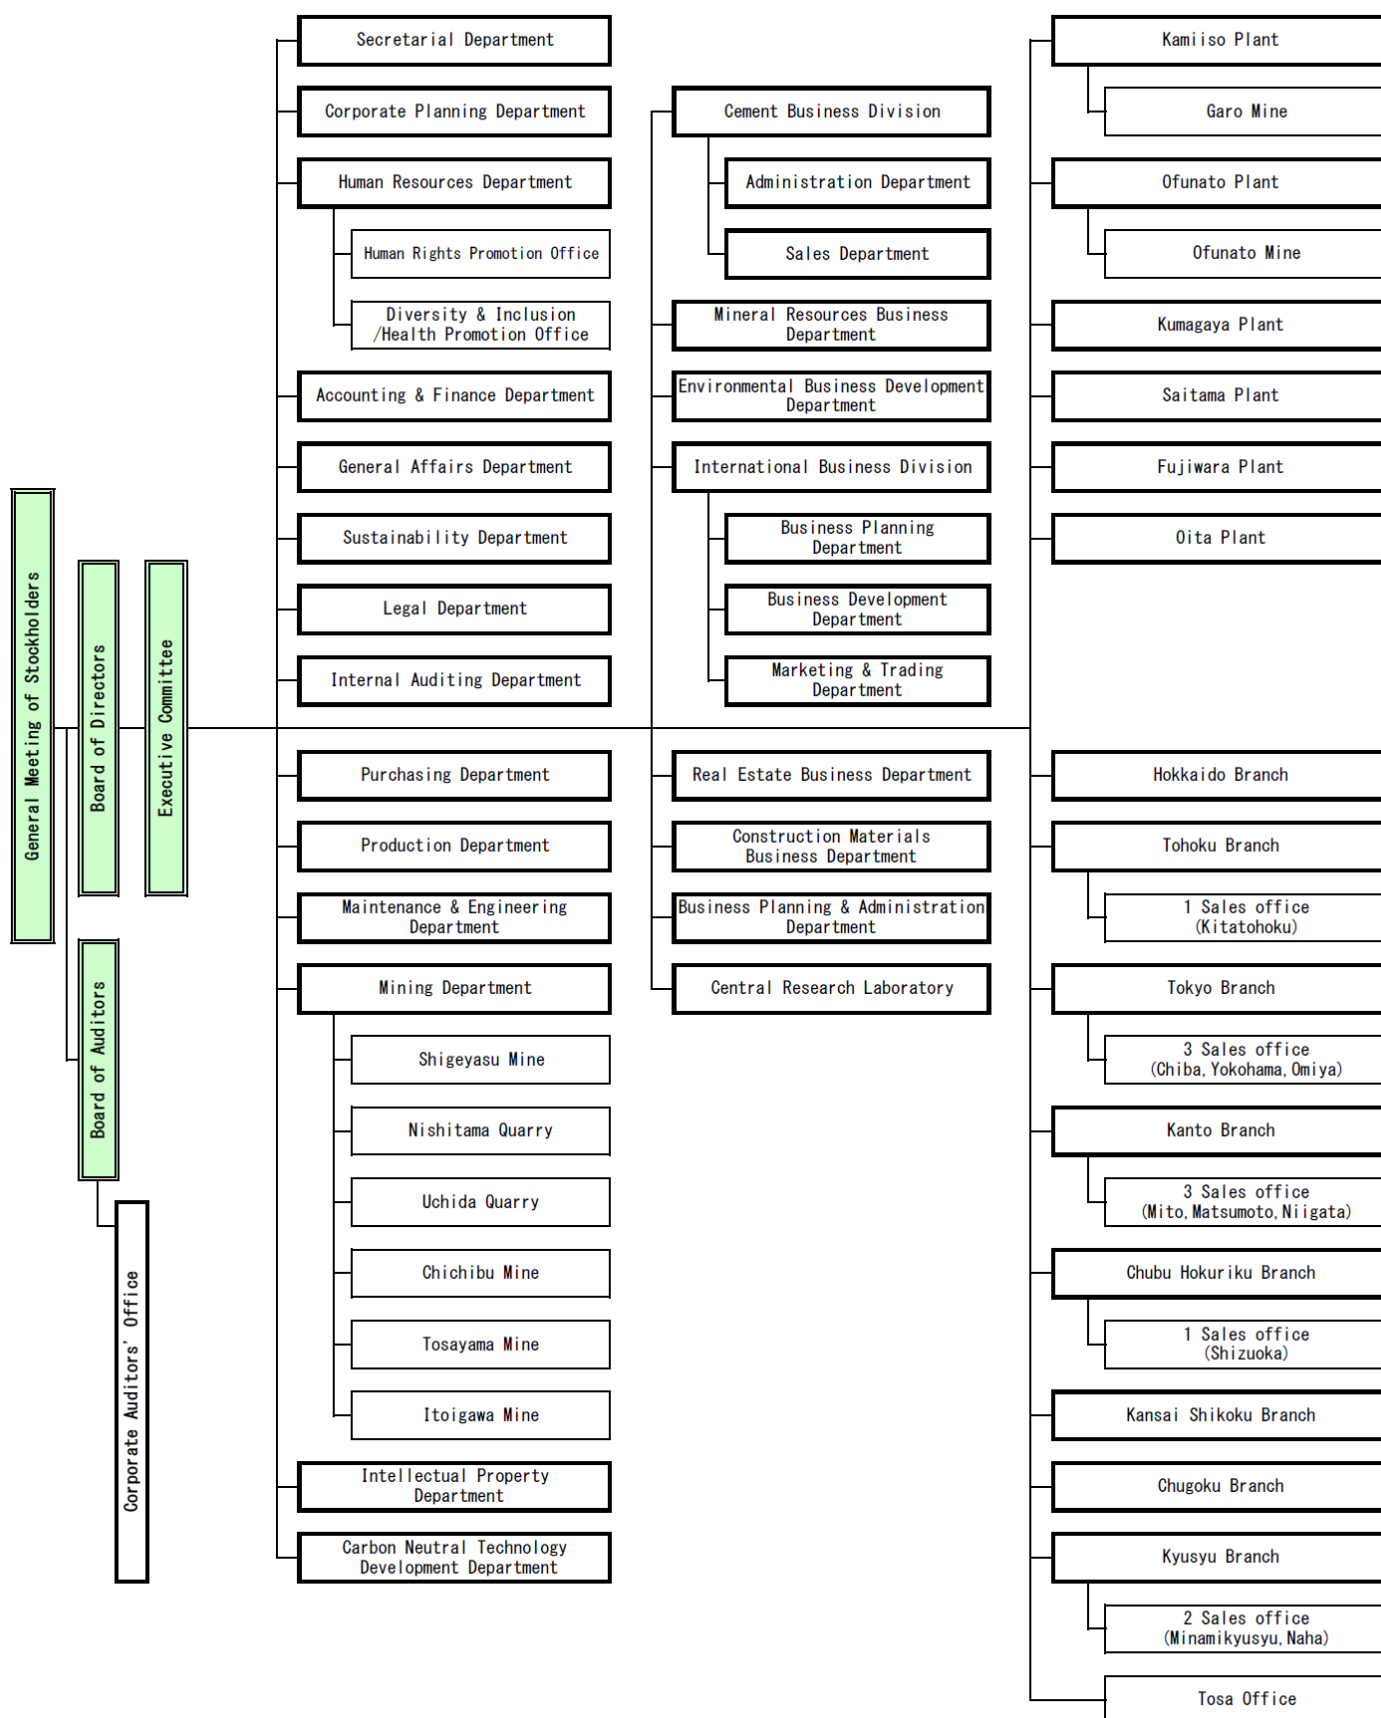 General Meeting of Stockholders
Board of Directors
Executive Committee
Board of Auditors
Corporate Auditors' Office
Secretarial Department
Corporate Planning Department
Human Resources Department
Human Rights Promotion Office
Diversity & Inclusion
/Health Promotion Office
Accounting & Finance Department
General Affairs Department
Sustainability Department
Legal Department
Internal Auditing Department
Purchasing Department
Production Department
Maintenance & Engineering
Department
Mining Department
Shigeyasu Mine
Nishitama Quarry
Uchida Quarry
Chichibu Mine
Tosayama Mine
Itoigawa Mine
Intellectual Property
Department
Carbon Neutral Technology
Development Department
Cement Business Division
Administration Department
Sales Department
Mineral Resources Business
Department
Environmental Business Development
Department
International Business Division
Business Planning
Department
Business Development
Department
Marketing & Trading
Department
Real Estate Business Department
Construction Materials
Business Department
Business Planning & Administration
Department
Central Research Laboratory
Kamiiso Plant
Garo Mine
Ofunato Plant
Ofunato Mine
Kumagaya Plant
Saitama Plant
Fujiwara Plant
Oita Plant
Hokkaido Branch
Tohoku Branch
1 Sales office
(Kitatohoku)
Tokyo Branch
3 Sales office
(Chiba,Yokohama,Omiya)
Kanto Branch
3 Sales office
(Mito,Matsumoto,Niigata)
Chubu Hokuriku Branch
1 Sales office
(Shizuoka)
Kansai Shikoku Branch
Chugoku Branch
Kyusyu Branch
2 Sales office
(Minamikyusyu,Naha)
Tosa Office